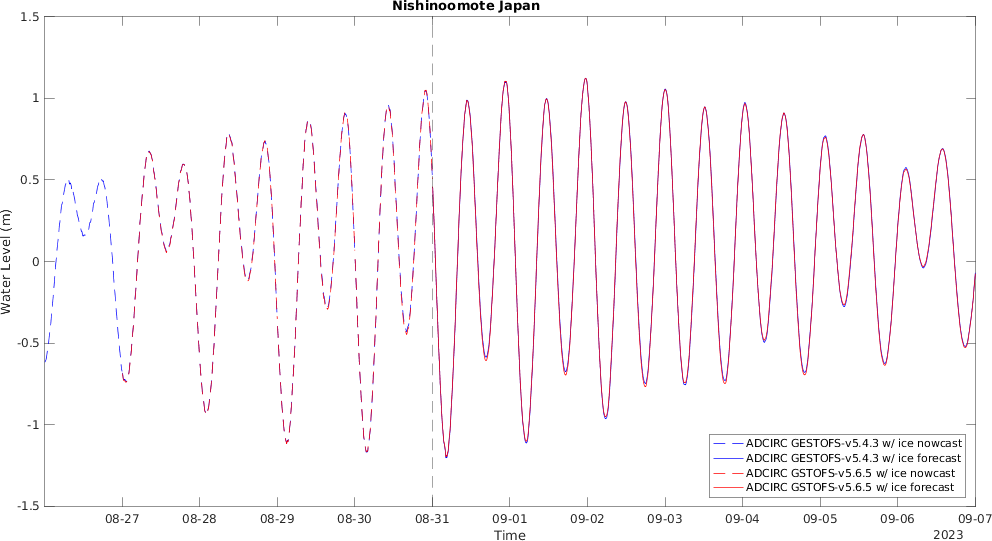 Nishinoomote Japan
1.5
1
0.5
0
-0.5
-1
-1.5
Water Level (m)
ADCIRC GESTOFS-v5.4.3 w/ ice nowcast
ADCIRC GESTOFS-v5.4.3 w/ ice forecast
ADCIRC GSTOFS-v5.6.5 w/ ice nowcast
ADCIRC GSTOFS-v5.6.5 w/ ice forecast
08-27 08-28 08-29 08-30 08-31 09-01 09-02 09-03 09-04 09-05 09-06 09-07
Time
2023